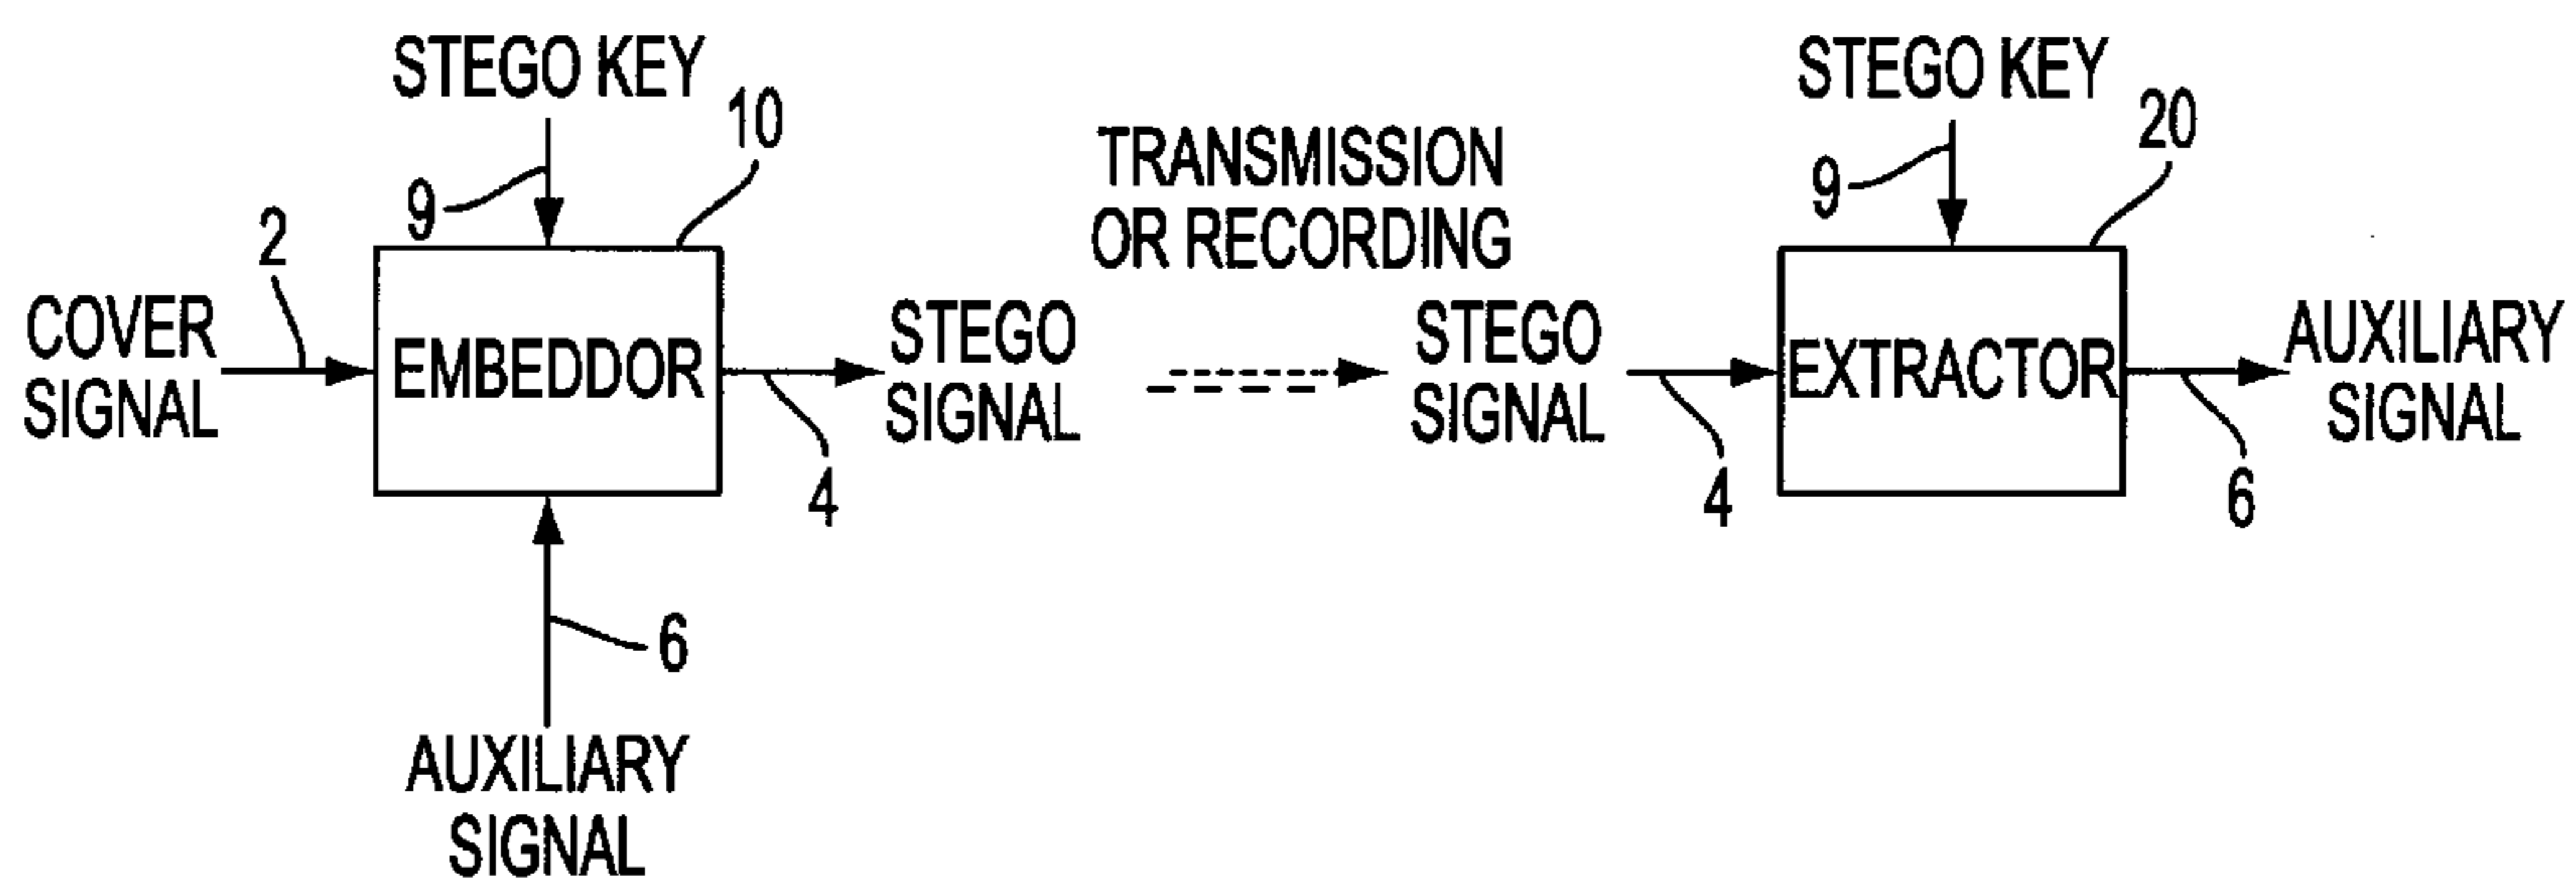 STEGO KEY
10
9
2
COVER
SIGNAL
EMBEDDOR
4
STEGO
SIGNAL
6
AUXILIARY
SIGNAL
TRANSMISSION
OR RECORDING
STEGO
SIGNAL
4
STEGO KEY
20
9
EXTRACTOR
6
AUXILIARY
SIGNAL